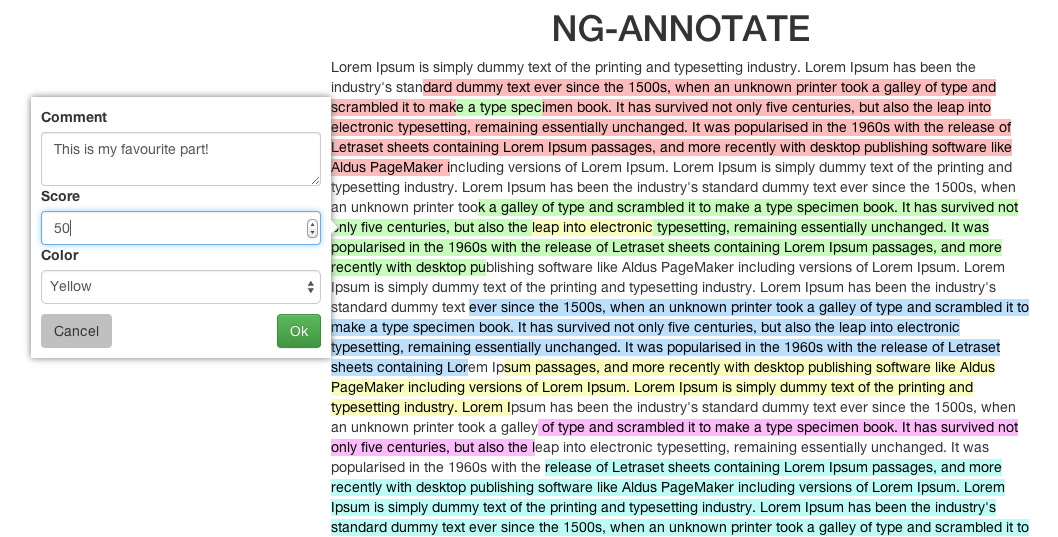 NG-ANNOTATE
Comment
This is my favourite part!
Score
50
Color
Yellow
Cancel
Ok
Lorem Ipsum is simply dummy text of the printing and typesetting industry. Lorem Ipsum has been the
industry's standard dummy text ever since the 1500s, when an unknown printer took a galley of type and
scrambled it to make a type specimen book. It has survived not only five centuries, but also the leap into
electronic typesetting, remaining essentially unchanged. It was popularised in the 1960s with the release of
Letraset sheets containing Lorem Ipsum passages, and more recently with desktop publishing software like
Aldus PageMaker including versions of Lorem Ipsum. Lorem Ipsum is simply dummy text of the printing and
typesetting industry. Lorem Ipsum has been the industry's standard dummy text ever since the 1500s, when
an unknown printer took a galley of type and scrambled it to make a type specimen book. It has survived not
only five centuries, but also the leap into electronic typesetting, remaining essentially unchanged. It was
popularised in the 1960s with the release of Letraset sheets containing Lorem Ipsum passages, and more
recently with desktop publishing software like Aldus PageMaker including versions of Lorem Ipsum. Lorem
Ipsum is simply dummy text of the printing and typesetting industry. Lorem Ipsum has been the industry's
standard dummy text ever since the 1500s, when an unknown printer took a galley of type and scrambled it to
make a type specimen book. It has survived not only five centuries, but also the leap into electronic
typesetting, remaining essentially unchanged. It was popularised in the 1960s with the release of Letraset
sheets containing Lorem Ipsum passages, and more recently with desktop publishing software like Aldus
PageMaker including versions of Lorem Ipsum. Lorem Ipsum is simply dummy text of the printing and
typesetting industry. Lorem Ipsum has been the industry's standard dummy text ever since the 1500s, when
an unknown printer took a galley of type and scrambled it to make a type specimen book. It has survived not
only five centuries, but also the leap into electronic typesetting, remaining essentially unchanged. It was
popularised in the 1960s with the release of Letraset sheets containing Lorem Ipsum passages, and more
recently with desktop publishing software like Aldus PageMaker including versions of Lorem Ipsum. Lorem
Ipsum is simply dummy text of the printing and typesetting industry. Lorem Ipsum has been the industry's
standard dummy text ever since the 1500s, when an unknown printer took a galley of type and scrambled it to